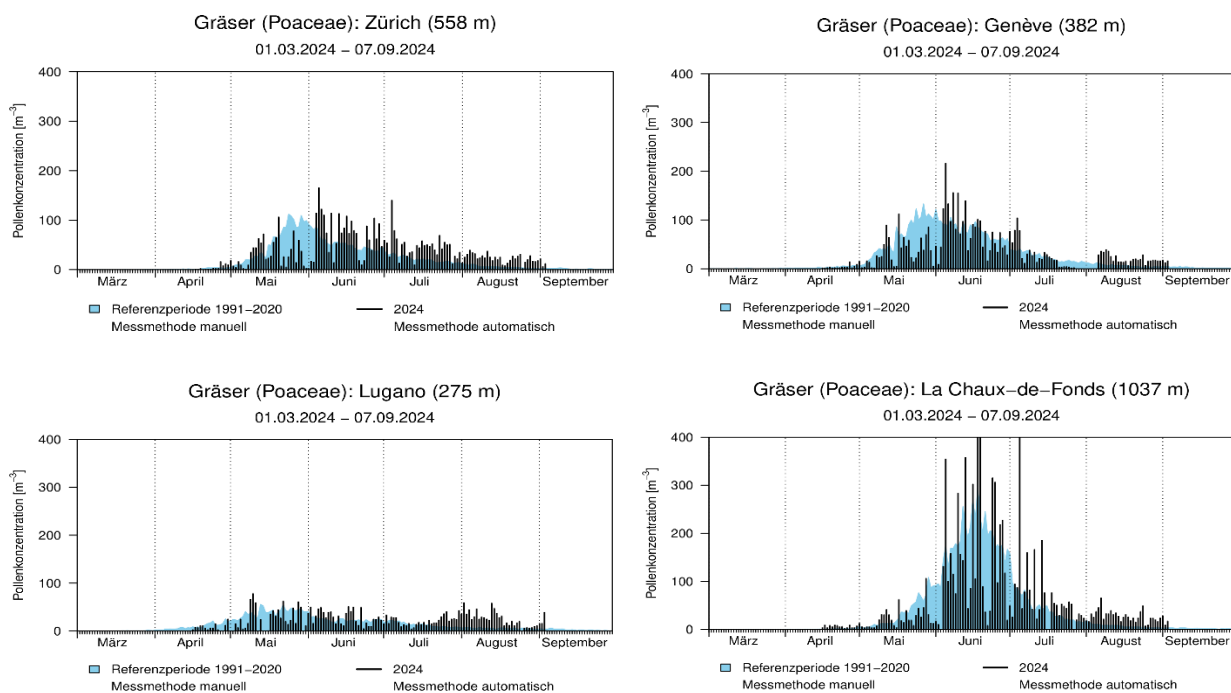 Gräser (Poaceae): Zürich (558 m)
01.03.2024 – 07.09.2024
Pollenkonzentration [m⁻³]
400
300
200
100
0
März
April
Mai
Juni
Juli
August
September
Referenzperiode 1991–2020
Messmethode manuell
2024
Messmethode automatisch
Gräser (Poaceae): Genève (382 m)
01.03.2024 – 07.09.2024
Pollenkonzentration [m⁻³]
400
300
200
100
0
März
April
Mai
Juni
Juli
August
September
Referenzperiode 1991–2020
Messmethode manuell
2024
Messmethode automatisch
Gräser (Poaceae): Lugano (275 m)
01.03.2024 – 07.09.2024
Pollenkonzentration [m⁻³]
400
300
200
100
0
März
April
Mai
Juni
Juli
August
September
Referenzperiode 1991–2020
Messmethode manuell
2024
Messmethode automatisch
Gräser (Poaceae): La Chaux–de–Fonds (1037 m)
01.03.2024 – 07.09.2024
Pollenkonzentration [m⁻³]
400
300
200
100
0
März
April
Mai
Juni
Juli
August
September
Referenzperiode 1991–2020
Messmethode manuell
2024
Messmethode automatisch